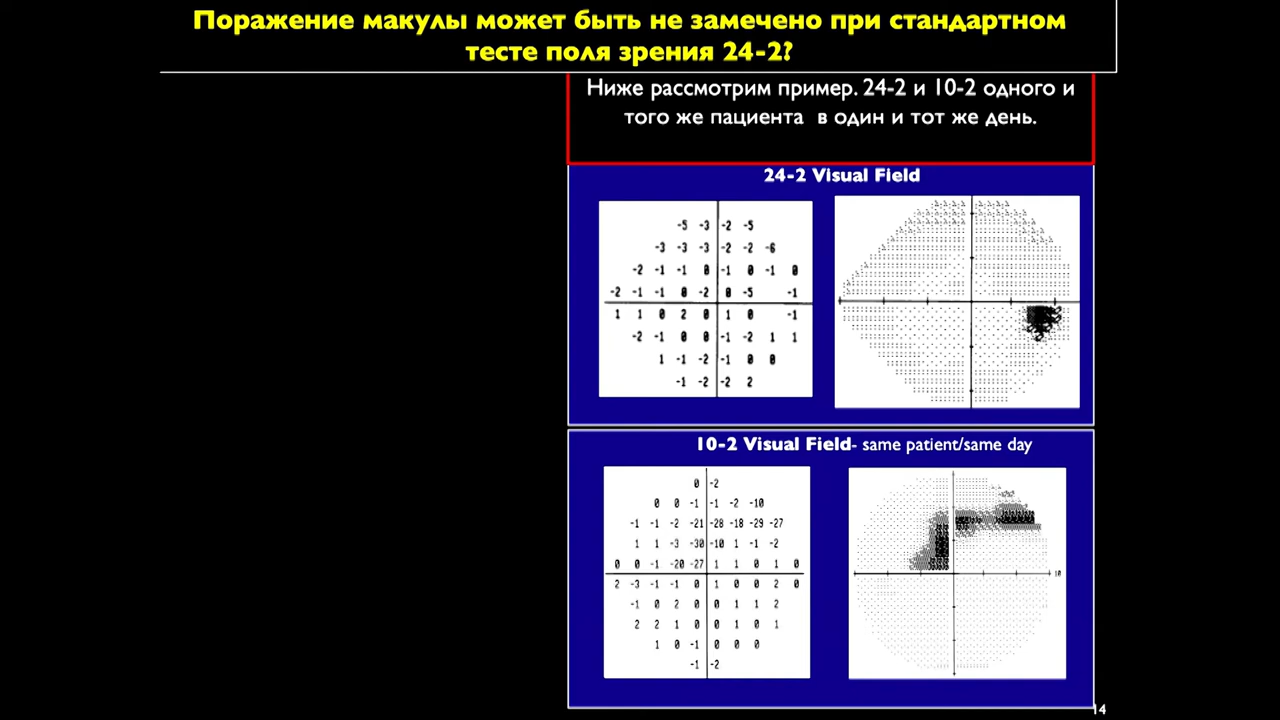 Поражение макулы может быть не замечено при стандартном
тесте поля зрения 24-2?
Ниже рассмотрим пример. 24-2 и 10-2 одного и
того же пациента в один и тот же день.
24-2 Visual Field
-5 -3 -2 -5
-3 -3 -3 -2 -2 -6
-2 -1 -1 0 -1 0 -1 0
-2 -1 -1 0 -2 0 -5 -1
1 1 0 2 0 1 0 -1
-2 -1 0 0 -1 -2 1 1
1 -1 -2 -1 0 0
-1 -2 -2 2
10-2 Visual Field- same patient/same day
0 -2
0 0 -1 -1 -2 -10
-1 -1 -2 -21 -28 -18 -29 -27
1 1 -3 -30 -10 1 -1 -2
0 0 -1 -20 -27 1 1 0 1 0
2 -3 -1 -1 0 1 0 0 2 0
-1 0 2 0 0 1 1 2
2 2 1 0 0 1 0 1
1 0 -1 0 0 0
-1 -2
10
14